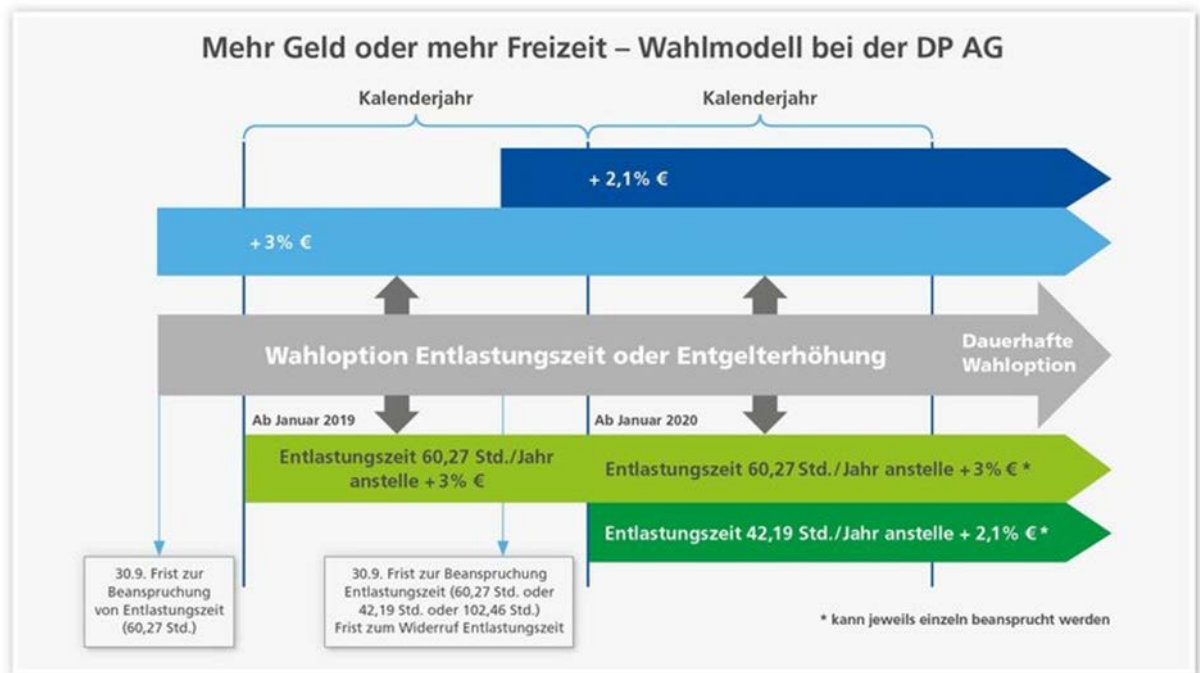 Mehr Geld oder mehr Freizeit – Wahlmodell bei der DP AG
Kalenderjahr
Kalenderjahr
+ 2,1% €
+ 3% €
Wahloption Entlastungszeit oder Entgelterhöhung
Dauerhafte
Wahloption
Ab Januar 2019
Ab Januar 2020
Entlastungszeit 60,27 Std./Jahr
anstelle + 3% €
Entlastungszeit 60,27 Std./Jahr anstelle + 3% € *
Entlastungszeit 42,19 Std./Jahr anstelle + 2,1% € *
30.9. Frist zur
Beanspruchung
von Entlastungszeit
(60,27 Std.)
30.9. Frist zur Beanspruchung
Entlastungszeit (60,27 Std. oder
42,19 Std. oder 102,46 Std.)
Frist zum Widerruf Entlastungszeit
* kann jeweils einzeln beansprucht werden